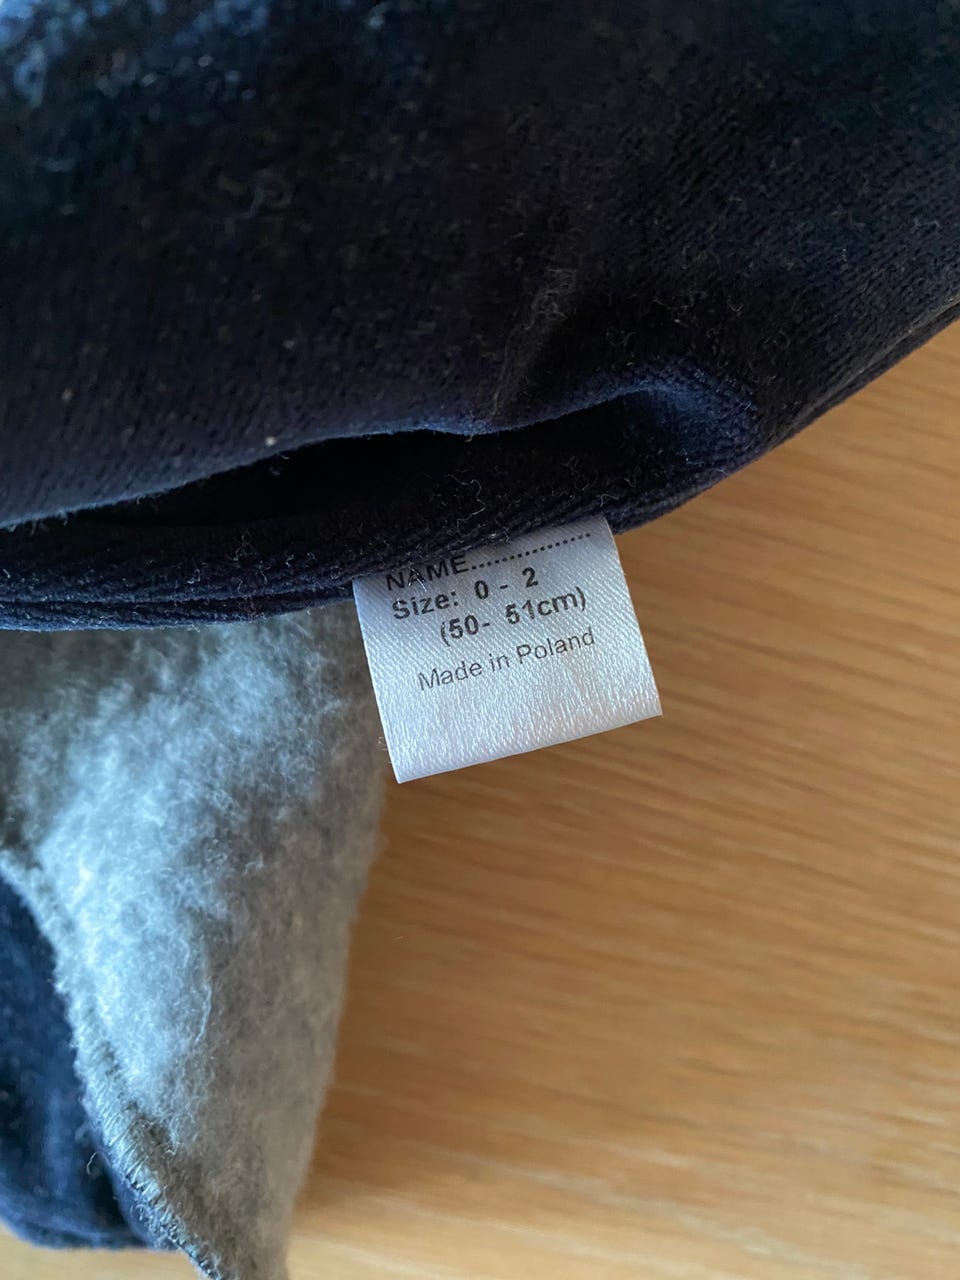 NAME..................
Size: 0 - 2
(50- 51cm)
Made in Poland